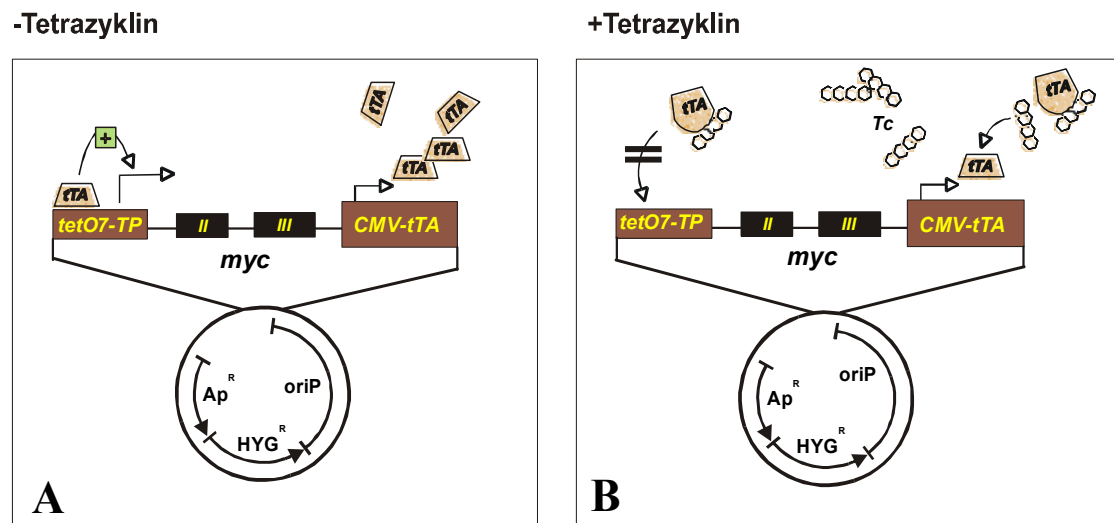 -Tetrazyklin
+Tetrazyklin
tTA
tTA
tTA
tTA
+
tTA
tetO7-TP
II
III
CMV-tTA
myc
Ap R
oriP
HYG R
A
tTA
Tc
tTA
tTA
tetO7-TP
II
III
CMV-tTA
myc
Ap R
oriP
HYG R
B